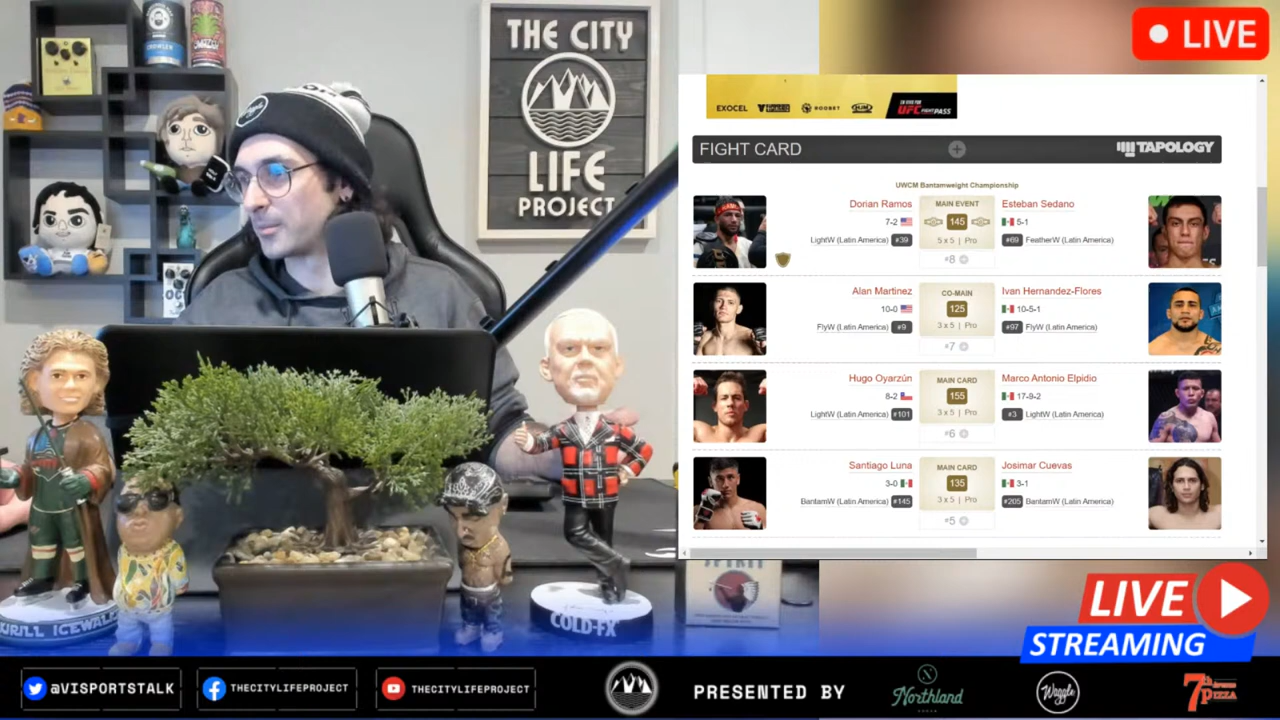 THE CITY
LIFE
PROJECT
Waggle
CROWLER
KIRILL ICEWALK
COLD-FX
SPIRIT
LIVE
EXOCEL
UFC FIGHT PASS
FIGHT CARD
TAPOLOGY
UWCM Bantamweight Championship
Dorian Ramos
MAIN EVENT
Esteban Sedano
7-2
145
5-1
LightW (Latin America) #39
5 x 5 | Pro
#69 FeatherW (Latin America)
#8
Alan Martinez
CO-MAIN
Ivan Hernandez-Flores
10-0
125
10-5-1
FlyW (Latin America) #9
3 x 5 | Pro
#97 FlyW (Latin America)
#7
Hugo Oyarzún
MAIN CARD
Marco Antonio Elpidio
8-2
155
17-9-2
LightW (Latin America) #101
3 x 5 | Pro
#3 LightW (Latin America)
#6
Santiago Luna
MAIN CARD
Josimar Cuevas
3-0
135
3-1
BantamW (Latin America) #145
3 x 5 | Pro
#205 BantamW (Latin America)
#5
LIVE
STREAMING
@VISPORTSTALK
THECITYLIFEPROJECT
THECITYLIFEPROJECT
PRESENTED BY
Northland
Waggle
7th
PIZZA